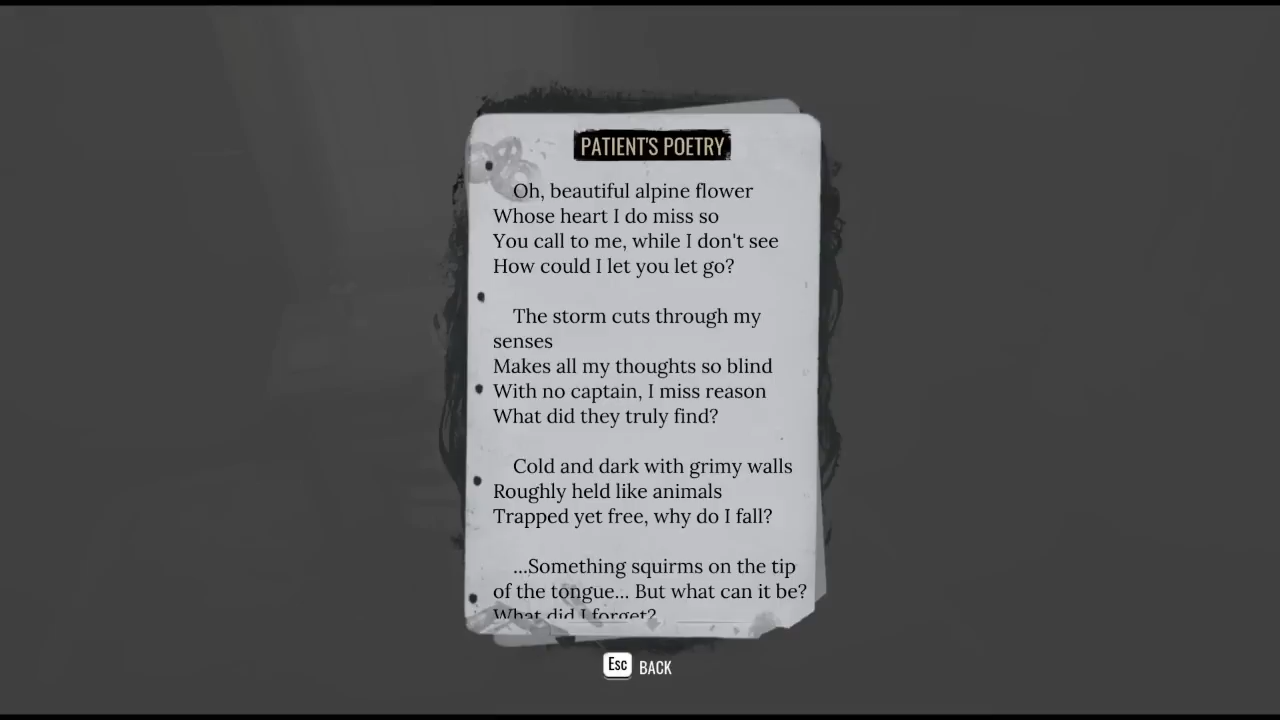 PATIENT'S POETRY
Oh, beautiful alpine flower
Whose heart I do miss so
You call to me, while I don't see
How could I let you let go?
The storm cuts through my
senses
Makes all my thoughts so blind
With no captain, I miss reason
What did they truly find?
Cold and dark with grimy walls
Roughly held like animals
Trapped yet free, why do I fall?
...Something squirms on the tip
of the tongue... But what can it be?
What did I forget?
Esc BACK